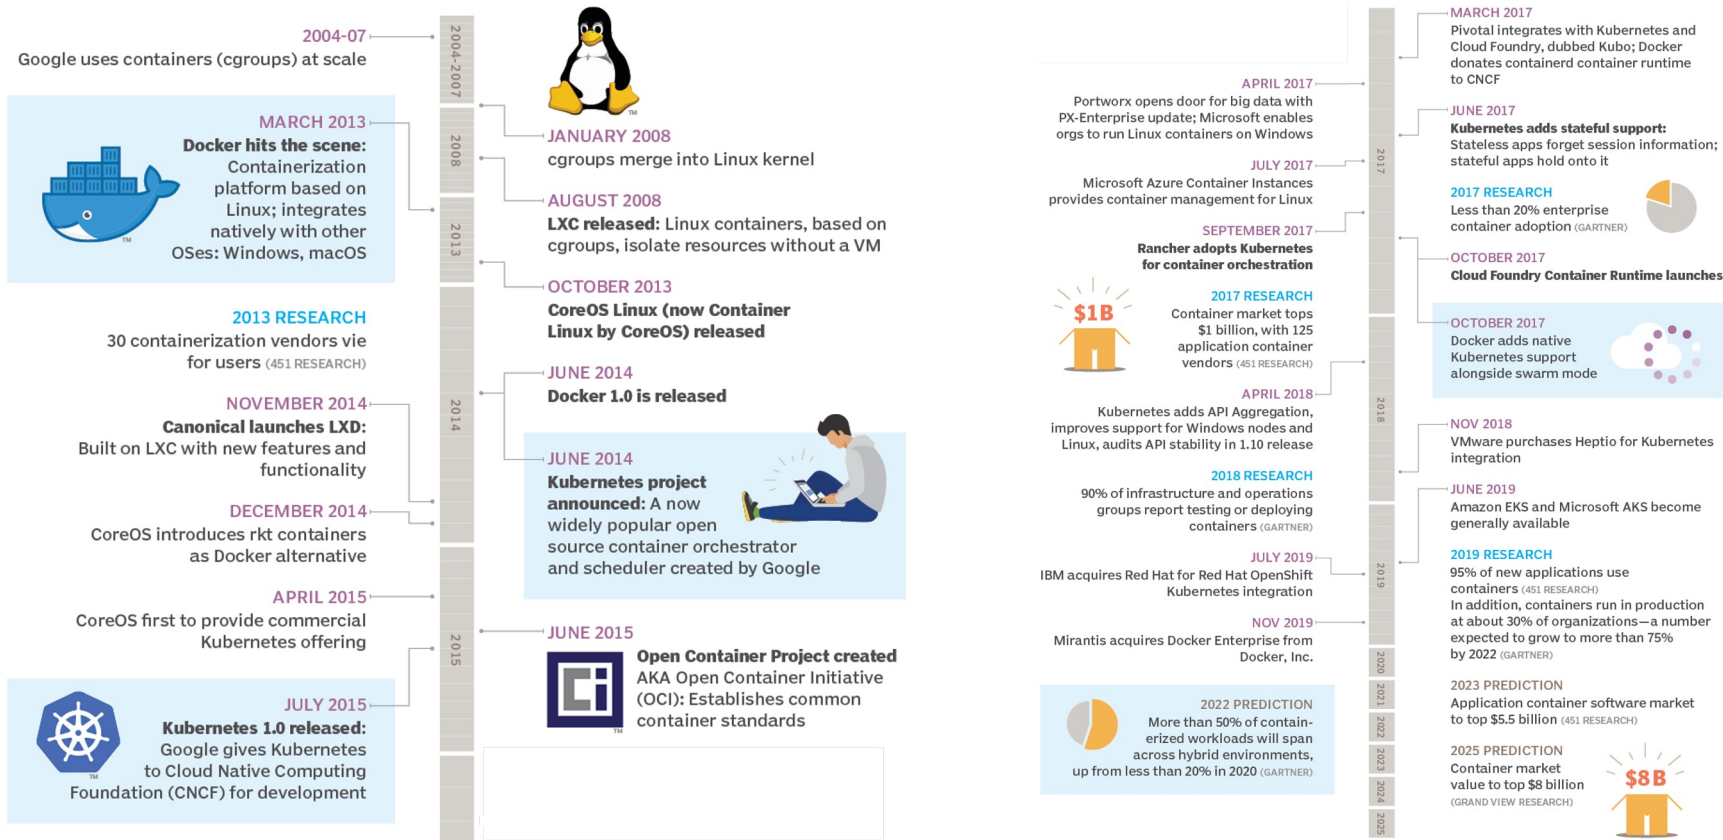 2004-07
Google uses containers (cgroups) at scale
MARCH 2013
Docker hits the scene:
Containerization
platform based on
Linux; integrates
natively with other
OSes: Windows, macOS
TM
2013 RESEARCH
30 containerization vendors vie
for users (451 RESEARCH)
NOVEMBER 2014
Canonical launches LXD:
Built on LXC with new features and
functionality
DECEMBER 2014
CoreOS introduces rkt containers
as Docker alternative
APRIL 2015
CoreOS first to provide commercial
Kubernetes offering
JULY 2015
Kubernetes 1.0 released:
Google gives Kubernetes
to Cloud Native Computing
Foundation (CNCF) for development
TM
2004-2007
2008
2013
2014
2015
TM
JANUARY 2008
cgroups merge into Linux kernel
AUGUST 2008
LXC released: Linux containers, based on
cgroups, isolate resources without a VM
OCTOBER 2013
CoreOS Linux (now Container
Linux by CoreOS) released
JUNE 2014
Docker 1.0 is released
JUNE 2014
Kubernetes project
announced: A now
widely popular open
source container orchestrator
and scheduler created by Google
JUNE 2015
Open Container Project created
AKA Open Container Initiative
(OCI): Establishes common
container standards
Ci
TM
APRIL 2017
Portworx opens door for big data with
PX-Enterprise update; Microsoft enables
orgs to run Linux containers on Windows
JULY 2017
Microsoft Azure Container Instances
provides container management for Linux
SEPTEMBER 2017
Rancher adopts Kubernetes
for container orchestration
2017 RESEARCH
Container market tops
$1 billion, with 125
application container
vendors (451 RESEARCH)
$1B
APRIL 2018
Kubernetes adds API Aggregation,
improves support for Windows nodes and
Linux, audits API stability in 1.10 release
2018 RESEARCH
90% of infrastructure and operations
groups report testing or deploying
containers (GARTNER)
JULY 2019
IBM acquires Red Hat for Red Hat OpenShift
Kubernetes integration
NOV 2019
Mirantis acquires Docker Enterprise from
Docker, Inc.
2022 PREDICTION
More than 50% of contain-
erized workloads will span
across hybrid environments,
up from less than 20% in 2020 (GARTNER)
2017
2018
2019
2020
2021
2022
2023
2024
2025
MARCH 2017
Pivotal integrates with Kubernetes and
Cloud Foundry, dubbed Kubo; Docker
donates containerd container runtime
to CNCF
JUNE 2017
Kubernetes adds stateful support:
Stateless apps forget session information;
stateful apps hold onto it
2017 RESEARCH
Less than 20% enterprise
container adoption (GARTNER)
OCTOBER 2017
Cloud Foundry Container Runtime launches
OCTOBER 2017
Docker adds native
Kubernetes support
alongside swarm mode
NOV 2018
VMware purchases Heptio for Kubernetes
integration
JUNE 2019
Amazon EKS and Microsoft AKS become
generally available
2019 RESEARCH
95% of new applications use
containers (451 RESEARCH)
In addition, containers run in production
at about 30% of organizations—a number
expected to grow to more than 75%
by 2022 (GARTNER)
2023 PREDICTION
Application container software market
to top $5.5 billion (451 RESEARCH)
2025 PREDICTION
Container market
value to top $8 billion
(GRAND VIEW RESEARCH)
$8B